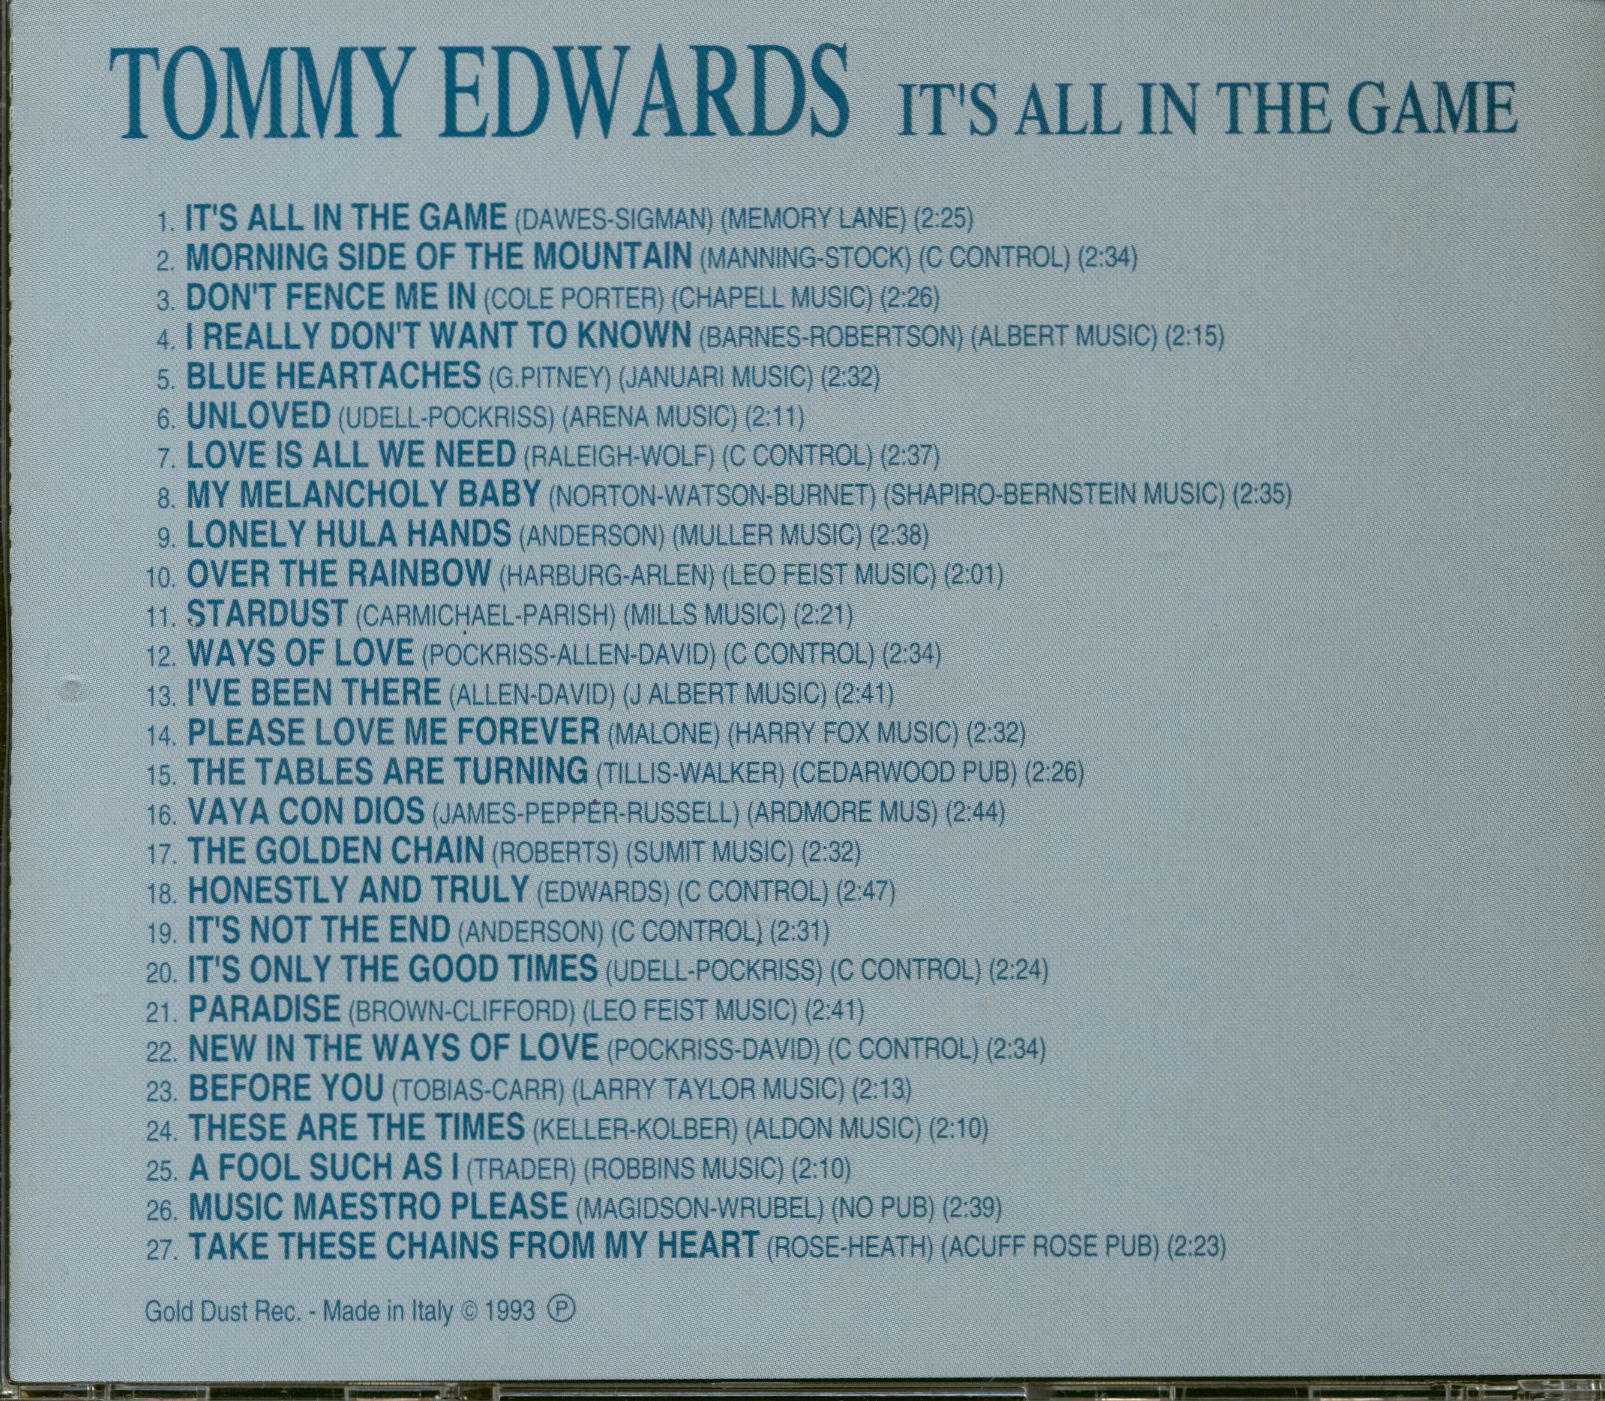 TOMMY EDWARDS IT'S ALL IN THE GAME
1. IT'S ALL IN THE GAME (DAWES-SIGMAN) (MEMORY LANE) (2:25)
2. MORNING SIDE OF THE MOUNTAIN (MANNING-STOCK) (C CONTROL) (2:34)
3. DON'T FENCE ME IN (COLE PORTER) (CHAPELL MUSIC) (2:26)
4. I REALLY DON'T WANT TO KNOWN (BARNES-ROBERTSON) (ALBERT MUSIC) (2:15)
5. BLUE HEARTACHES (G.PITNEY) (JANUARI MUSIC) (2:32)
6. UNLOVED (UDELL-POCKRISS) (ARENA MUSIC) (2:11)
7. LOVE IS ALL WE NEED (RALEIGH-WOLF) (C CONTROL) (2:37)
8. MY MELANCHOLY BABY (NORTON-WATSON-BURNET) (SHAPIRO-BERNSTEIN MUSIC) (2:35)
9. LONELY HULA HANDS (ANDERSON) (MULLER MUSIC) (2:38)
10. OVER THE RAINBOW (HARBURG-ARLEN) (LEO FEIST MUSIC) (2:01)
11. STARDUST (CARMICHAEL-PARISH) (MILLS MUSIC) (2:21)
12. WAYS OF LOVE (POCKRISS-ALLEN-DAVID) (C CONTROL) (2:34)
13. I'VE BEEN THERE (ALLEN-DAVID) (J ALBERT MUSIC) (2:41)
14. PLEASE LOVE ME FOREVER (MALONE) (HARRY FOX MUSIC) (2:32)
15. THE TABLES ARE TURNING (TILLIS-WALKER) (CEDARWOOD PUB) (2:26)
16. VAYA CON DIOS (JAMES-PEPPER-RUSSELL) (ARDMORE MUS) (2:44)
17. THE GOLDEN CHAIN (ROBERTS) (SUMIT MUSIC) (2:32)
18. HONESTLY AND TRULY (EDWARDS) (C CONTROL) (2:47)
19. IT'S NOT THE END (ANDERSON) (C CONTROL) (2:31)
20. IT'S ONLY THE GOOD TIMES (UDELL-POCKRISS) (C CONTROL) (2:24)
21. PARADISE (BROWN-CLIFFORD) (LEO FEIST MUSIC) (2:41)
22. NEW IN THE WAYS OF LOVE (POCKRISS-DAVID) (C CONTROL) (2:34)
23. BEFORE YOU (TOBIAS-CARR) (LARRY TAYLOR MUSIC) (2:13)
24. THESE ARE THE TIMES (KELLER-KOLBER) (ALDON MUSIC) (2:10)
25. A FOOL SUCH AS I (TRADER) (ROBBINS MUSIC) (2:10)
26. MUSIC MAESTRO PLEASE (MAGIDSON-WRUBEL) (NO PUB) (2:39)
27. TAKE THESE CHAINS FROM MY HEART (ROSE-HEATH) (ACUFF ROSE PUB) (2:23)
Gold Dust Rec. - Made in Italy © 1993 ℗